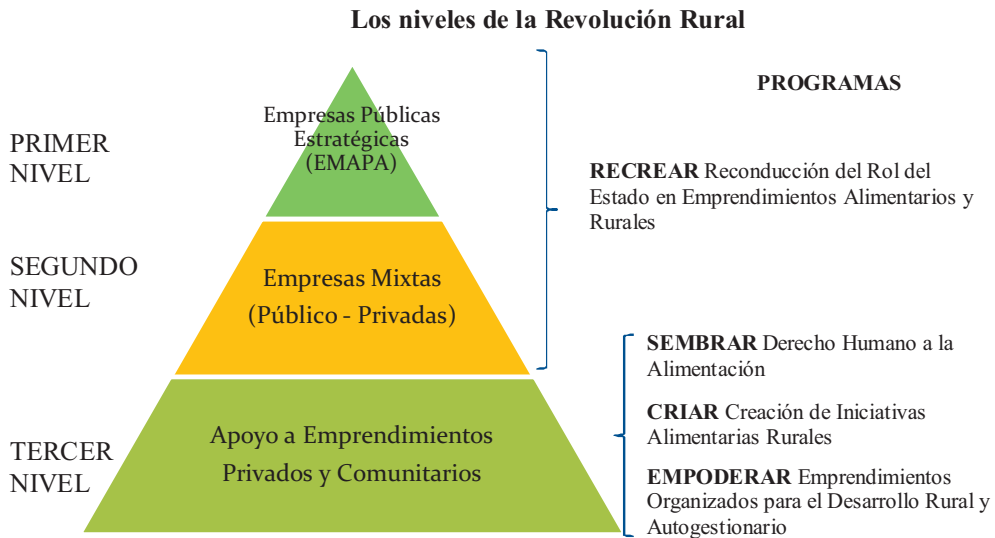 Los niveles de la Revolución Rural
PROGRAMAS
PRIMER
NIVEL
Empresas Públicas
Estratégicas
(EMAPA)
RECREAR Reconducción del Rol del
Estado en Emprendimientos Alimentarios y
Rurales
SEGUNDO
NIVEL
Empresas Mixtas
(Público - Privadas)
TERCER
NIVEL
Apoyo a Emprendimientos
Privados y Comunitarios
SEMBRAR Derecho Humano a la
Alimentación
CRIAR Creación de Iniciativas
Alimentarias Rurales
EMPODERAR Emprendimientos
Organizados para el Desarrollo Rural y
Autogestionario